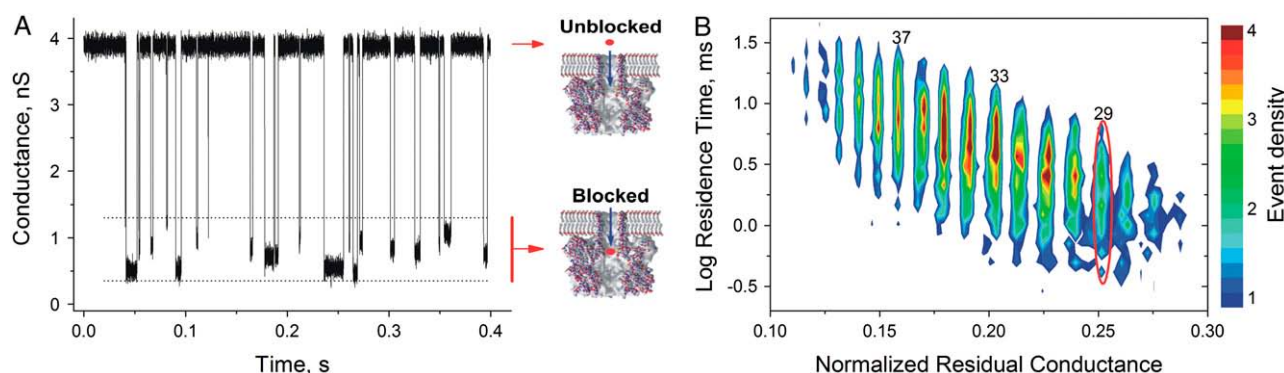 A
Conductance, nS
4
3
2
1
0
0.0 0.1 0.2 0.3 0.4
Time, s
Unblocked
Blocked
B
Log Residence Time, ms
1.5
1.0
0.5
0.0
-0.5
37
33
29
0.10 0.15 0.20 0.25 0.30
Normalized Residual Conductance
4
3
2
1
Event density